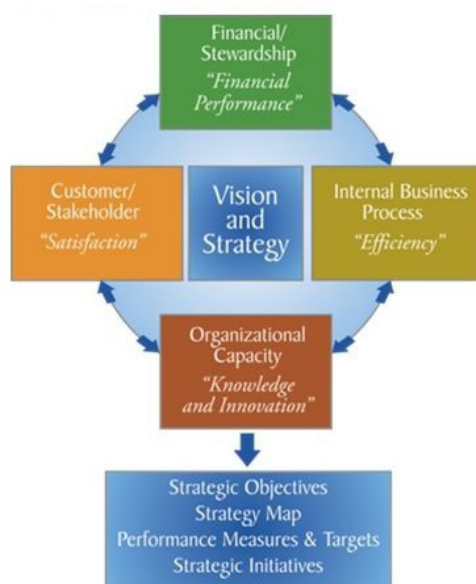 Financial/
Stewardship
“Financial
Performance”
Customer/
Stakeholder
“Satisfaction”
Vision
and
Strategy
Internal Business
Process
“Efficiency”
Organizational
Capacity
“Knowledge
and Innovation”
Strategic Objectives
Strategy Map
Performance Measures & Targets
Strategic Initiatives